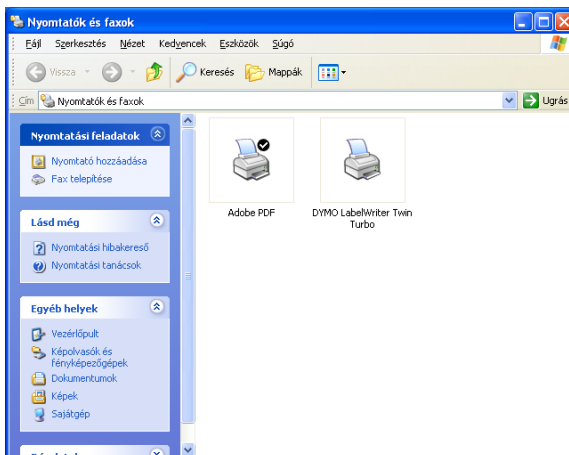 Nyomtatók és faxok
Fájl Szerkesztés Nézet Kedvencek Eszközök Súgó
Vissza Keresés Mappák
Cím Nyomtatók és faxok Ugrás
Nyomtatási feladatok
Nyomtató hozzáadása
Fax telepítése
Lásd még
Nyomtatási hibakereső
Nyomtatási tanácsok
Egyéb helyek
Vezérlőpult
Képolvasók és
fényképezőgépek
Dokumentumok
Képek
Sajátgép
Adobe PDF
DYMO LabelWriter Twin
Turbo